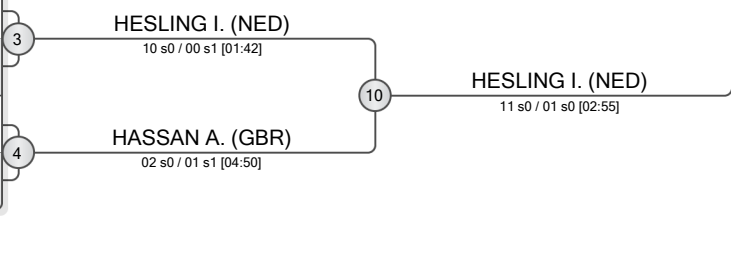 3
HESLING I. (NED)
10 s0 / 00 s1 [01:42]
10
HESLING I. (NED)
11 s0 / 01 s0 [02:55]
4
HASSAN A. (GBR)
02 s0 / 01 s1 [04:50]